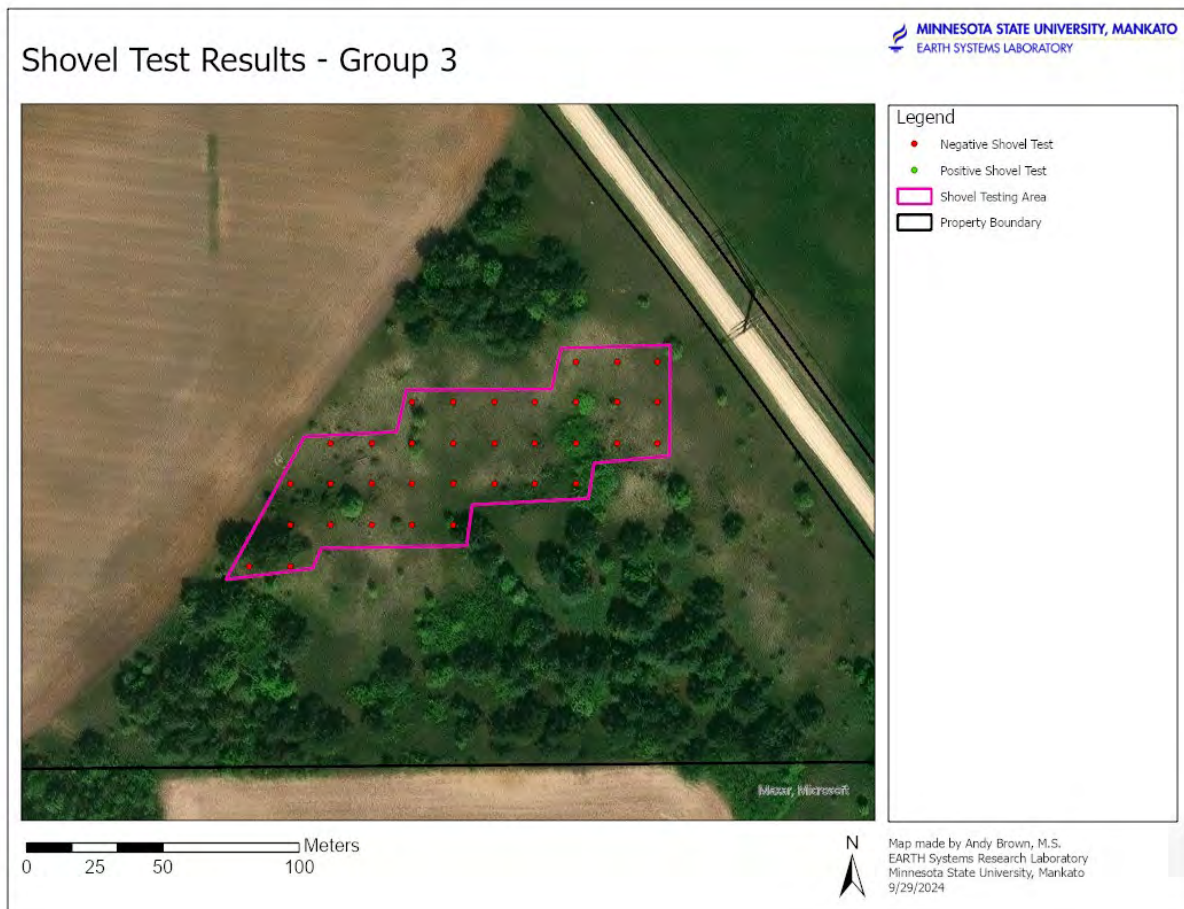 Shovel Test Results - Group 3
MINNESOTA STATE UNIVERSITY, MANKATO
EARTH SYSTEMS LABORATORY
Legend
Negative Shovel Test
Positive Shovel Test
Shovel Testing Area
Property Boundary
Maxar, Microsoft
Meters
0 25 50 100
N
Map made by Andy Brown, M.S.
EARTH Systems Research Laboratory
Minnesota State University, Mankato
9/29/2024